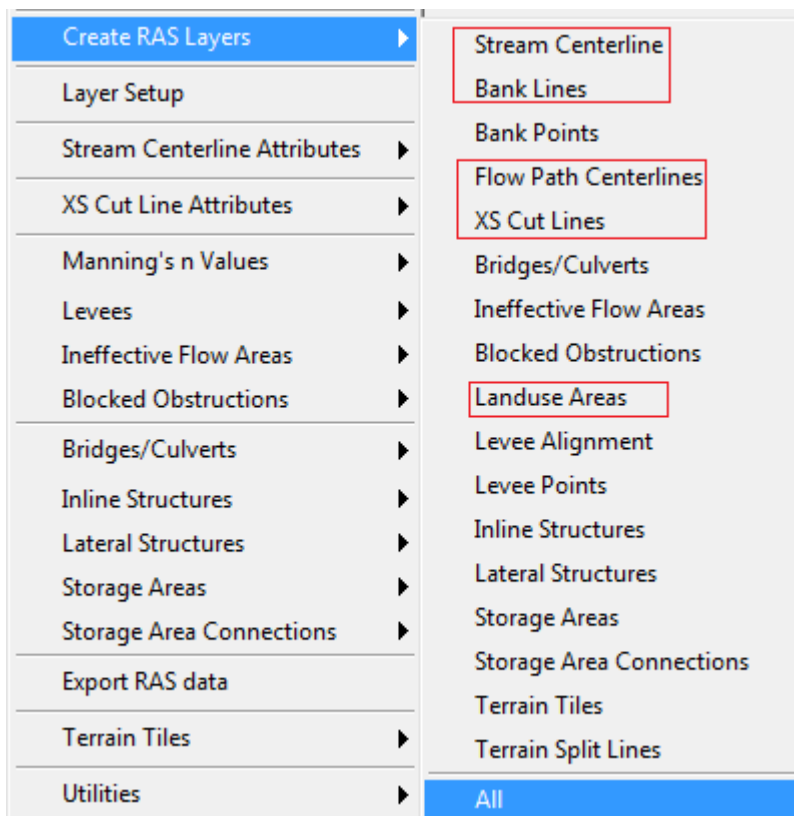 Create RAS Layers
Layer Setup
Stream Centerline Attributes
XS Cut Line Attributes
Manning's n Values
Levees
Ineffective Flow Areas
Blocked Obstructions
Bridges/Culverts
Inline Structures
Lateral Structures
Storage Areas
Storage Area Connections
Export RAS data
Terrain Tiles
Utilities
Stream Centerline
Bank Lines
Bank Points
Flow Path Centerlines
XS Cut Lines
Bridges/Culverts
Ineffective Flow Areas
Blocked Obstructions
Landuse Areas
Levee Alignment
Levee Points
Inline Structures
Lateral Structures
Storage Areas
Storage Area Connections
Terrain Tiles
Terrain Split Lines
All